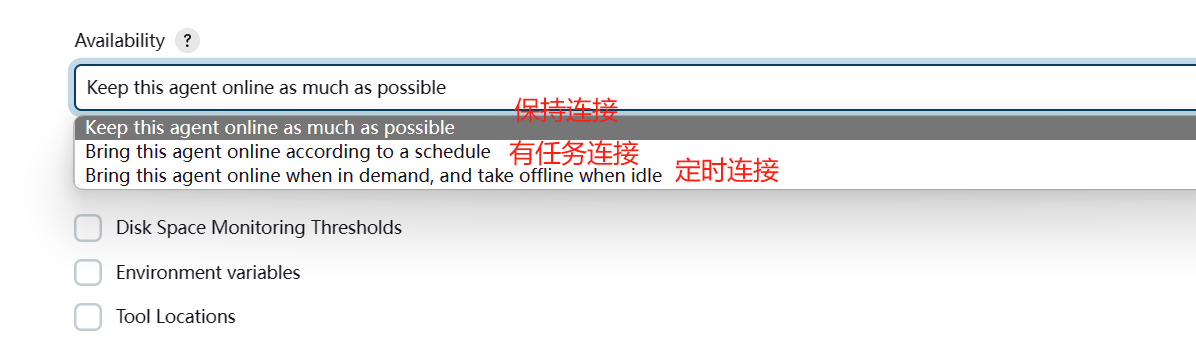 Availability ?
Keep this agent online as much as possible
保持连接
Keep this agent online as much as possible
Bring this agent online according to a schedule 有任务连接
Bring this agent online when in demand, and take offline when idle 定时连接
Disk Space Monitoring Thresholds
Environment variables
Tool Locations